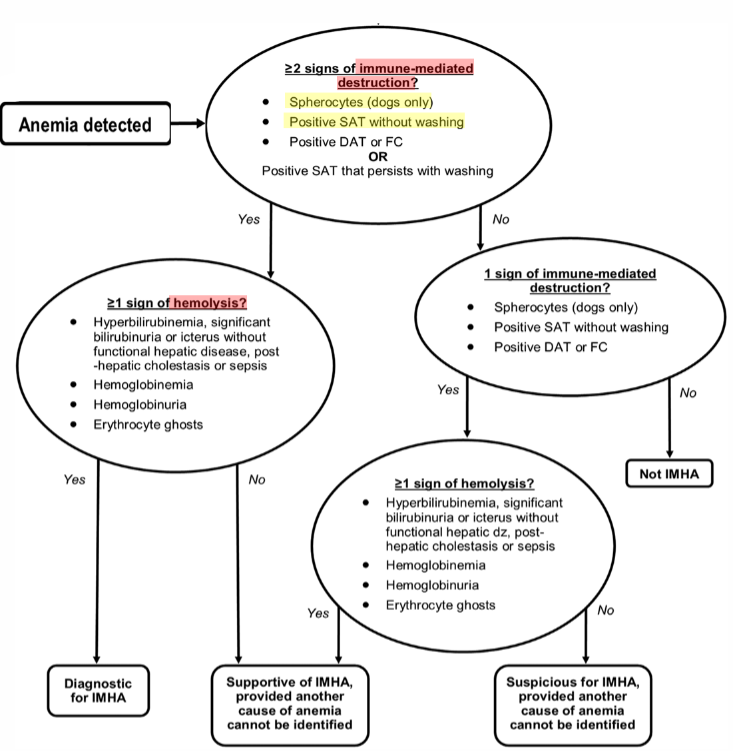 ≥2 signs of immune-mediated
destruction?
• Spherocytes (dogs only)
• Positive SAT without washing
• Positive DAT or FC
OR
Positive SAT that persists with washing
Anemia detected
Yes
No
≥1 sign of hemolysis?
• Hyperbilirubinemia, significant
bilirubinuria or icterus without
functional hepatic disease, post
-hepatic cholestasis or sepsis
• Hemoglobinemia
• Hemoglobinuria
• Erythrocyte ghosts
1 sign of immune-mediated
destruction?
• Spherocytes (dogs only)
• Positive SAT without washing
• Positive DAT or FC
Yes
No
Not IMHA
≥1 sign of hemolysis?
• Hyperbilirubinemia, significant
bilirubinuria or icterus without
functional hepatic dz, post-
hepatic cholestasis or sepsis
• Hemoglobinemia
• Hemoglobinuria
• Erythrocyte ghosts
Yes
No
Yes
No
Diagnostic
for IMHA
Supportive of IMHA,
provided another
cause of anemia
cannot be identified
Suspicious for IMHA,
provided another
cause of anemia
cannot be identified